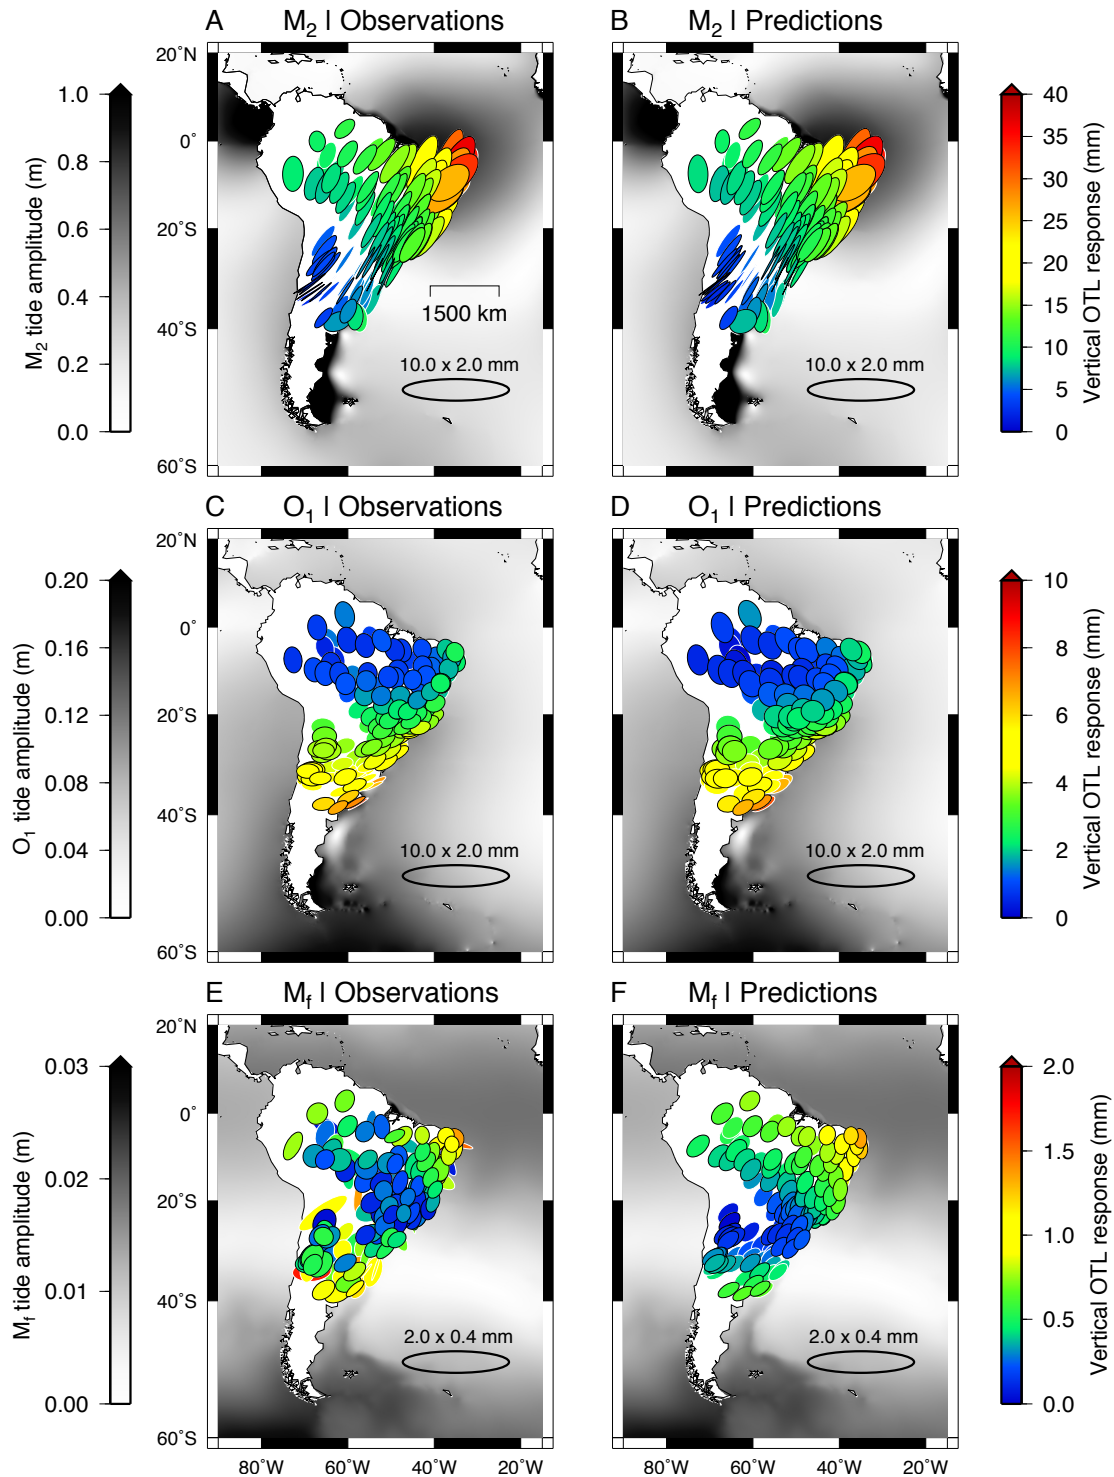 A M2 | Observations
B M2 | Predictions
20˚N
0˚
20˚S
40˚S
60˚S
1.0
0.8
0.6
0.4
0.2
0.0
M2 tide amplitude (m)
1500 km
10.0 x 2.0 mm
10.0 x 2.0 mm
40
35
30
25
20
15
10
5
0
Vertical OTL response (mm)
C O1 | Observations
D O1 | Predictions
20˚N
0˚
20˚S
40˚S
60˚S
0.20
0.16
0.12
0.08
0.04
0.00
O1 tide amplitude (m)
10.0 x 2.0 mm
10.0 x 2.0 mm
10
8
6
4
2
0
Vertical OTL response (mm)
E Mf | Observations
F Mf | Predictions
20˚N
0˚
20˚S
40˚S
60˚S
0.03
0.02
0.01
0.00
Mf tide amplitude (m)
2.0 x 0.4 mm
2.0 x 0.4 mm
2.0
1.5
1.0
0.5
0.0
Vertical OTL response (mm)
80˚W 60˚W 40˚W 20˚W
80˚W 60˚W 40˚W 20˚W